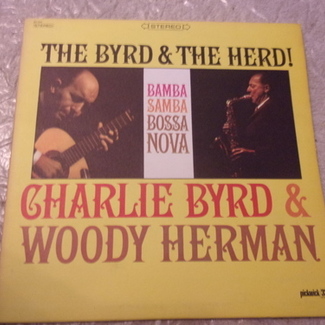 STEREO
THE BYRD & THE HERD!
BAMBA
SAMBA
BOSSA
NOVA
CHARLIE BYRD &
WOODY HERMAN
pickwick